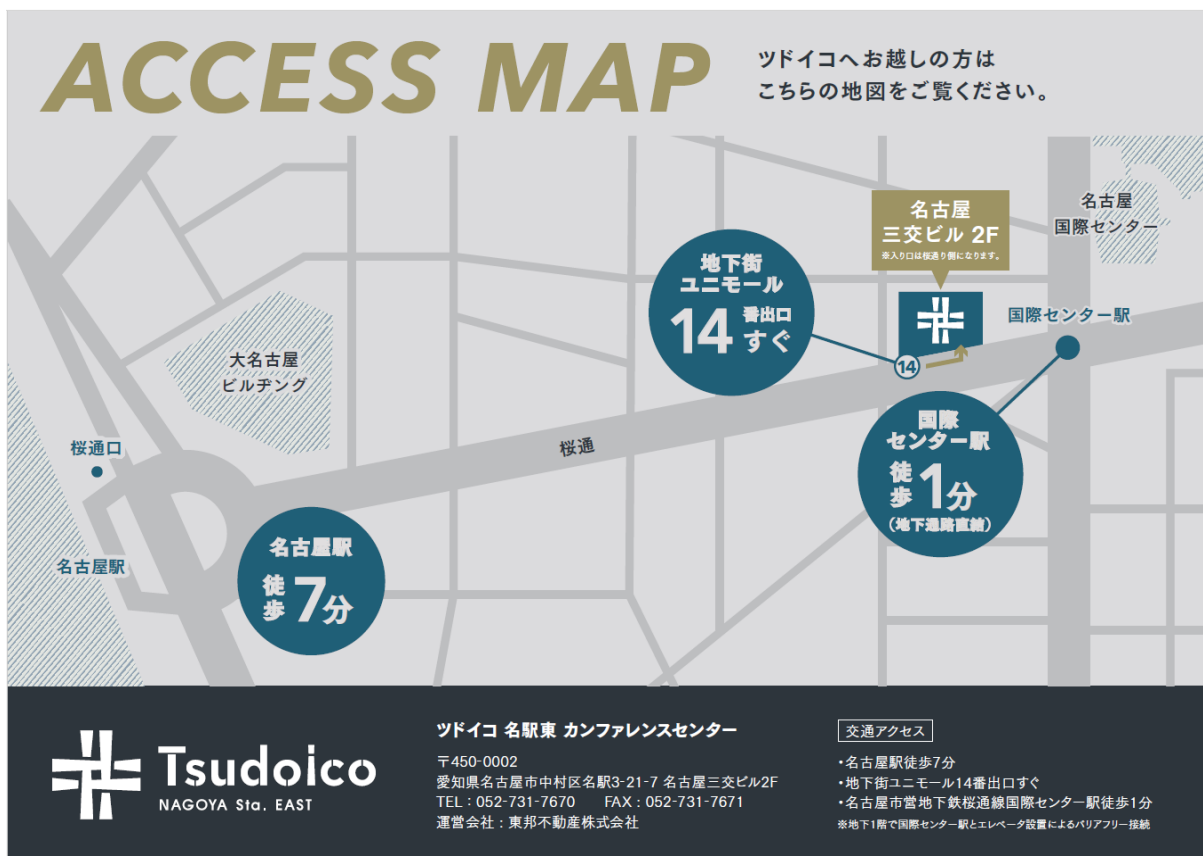 ACCESS MAP
ツドイコへお越しの方は
こちらの地図をご覧ください。
名古屋
国際センター
名古屋
三交ビル 2F
※入り口は桜通り側になります。
地下街
ユニモール
14番出口
すぐ
国際センター駅
14
大名古屋
ビルヂング
国際
センター駅
徒歩1分
(地下通路直結)
桜通
桜通口
名古屋駅
徒歩7分
名古屋駅
Tsudoico
NAGOYA Sta. EAST
ツドイコ 名駅東 カンファレンスセンター
〒450-0002
愛知県名古屋市中村区名駅3-21-7 名古屋三交ビル2F
TEL：052-731-7670 FAX：052-731-7671
運営会社：東邦不動産株式会社
交通アクセス
・名古屋駅徒歩7分
・地下街ユニモール14番出口すぐ
・名古屋市営地下鉄桜通線国際センター駅徒歩1分
※地下1階で国際センター駅とエレベータ設置によるバリアフリー接続